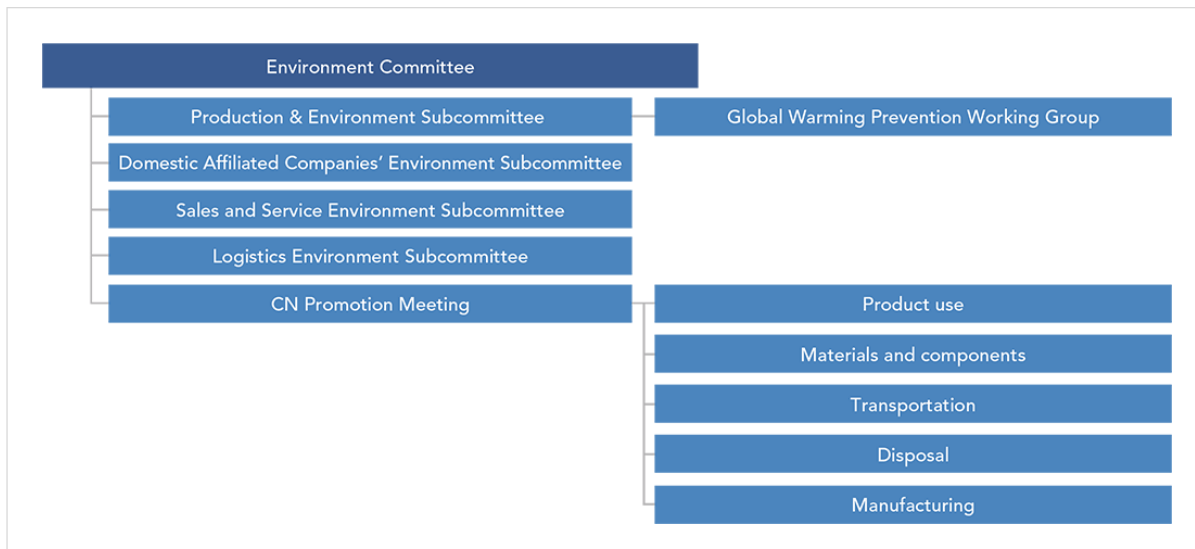 Environment Committee
Production & Environment Subcommittee
Global Warming Prevention Working Group
Domestic Affiliated Companies’ Environment Subcommittee
Sales and Service Environment Subcommittee
Logistics Environment Subcommittee
CN Promotion Meeting
Product use
Materials and components
Transportation
Disposal
Manufacturing